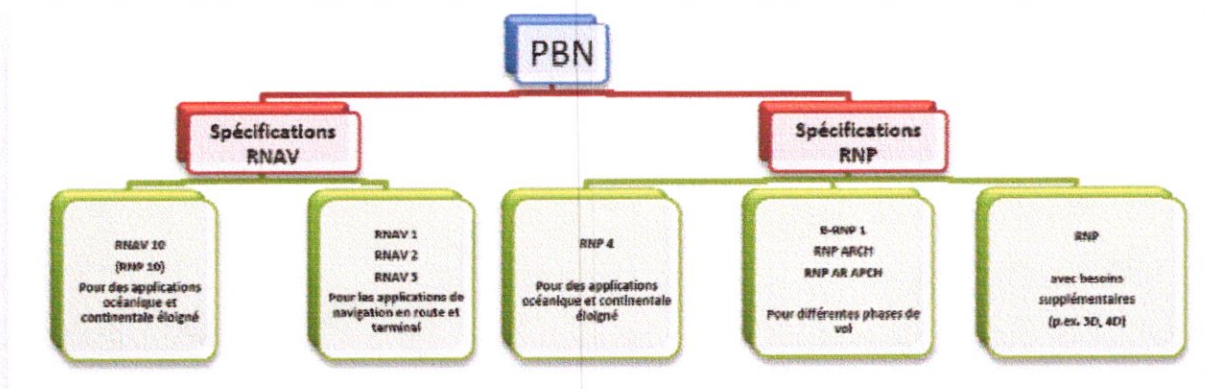 PBN
Spécifications
RNAV
Spécifications
RNP
RNAV 10
(RNP 10)
Pour des applications
océanique et
continentale éloigné
RNAV 1
RNAV 2
RNAV 5
Pour les applications de
navigation en route et
terminal
RNP 4
Pour des applications
océanique et continentale
éloigné
B-RNP 1
RNP ARCH
RNP AR APCH
Pour différentes phases de
vol
RNP
avec besoins
supplémentaires
(p.ex. 3D, 4D)